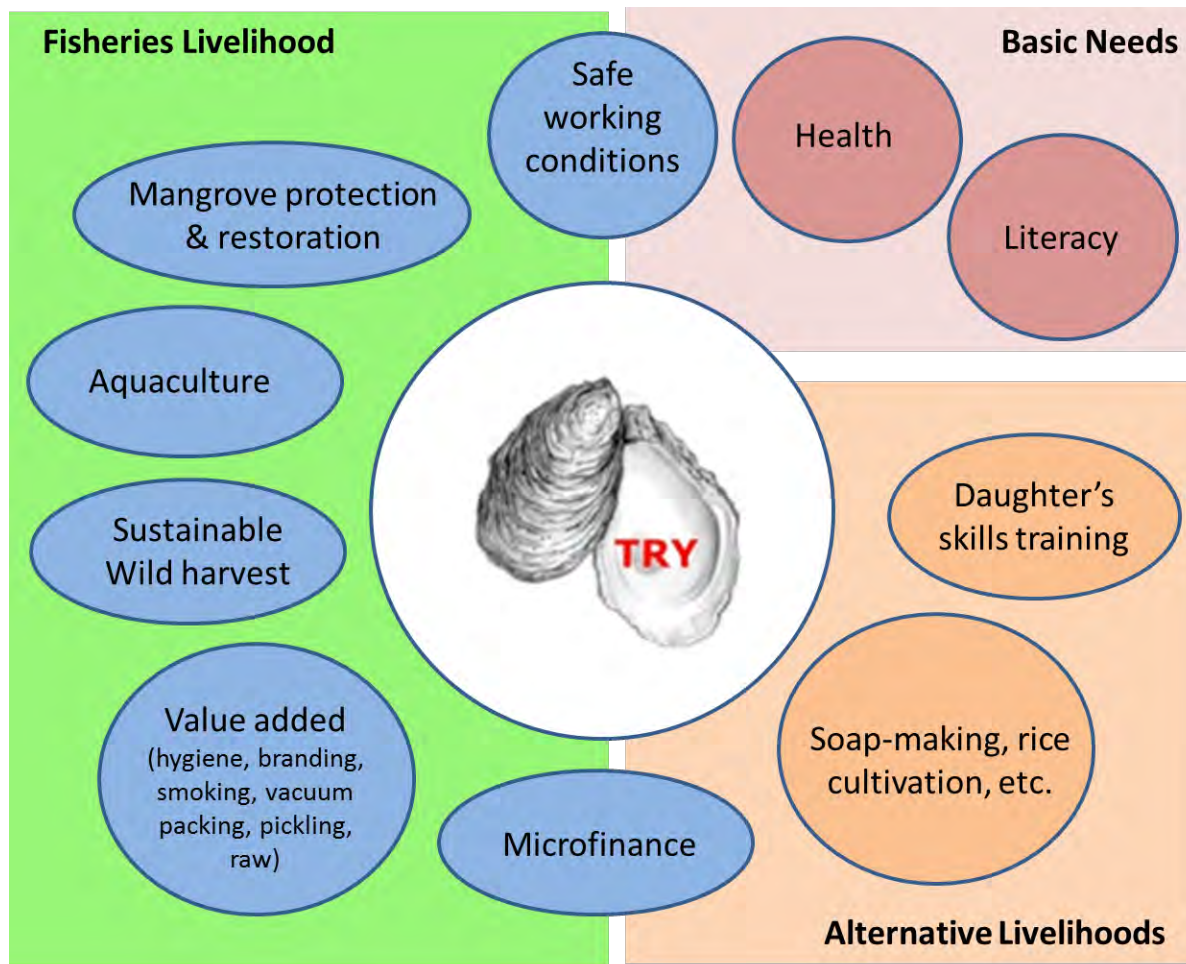 Fisheries Livelihood
Basic Needs
Safe
working
conditions
Health
Literacy
Mangrove protection
& restoration
Aquaculture
Sustainable
Wild harvest
Value added
(hygiene, branding,
smoking, vacuum
packing, pickling,
raw)
Microfinance
TRY
Daughter’s
skills training
Soap-making, rice
cultivation, etc.
Alternative Livelihoods